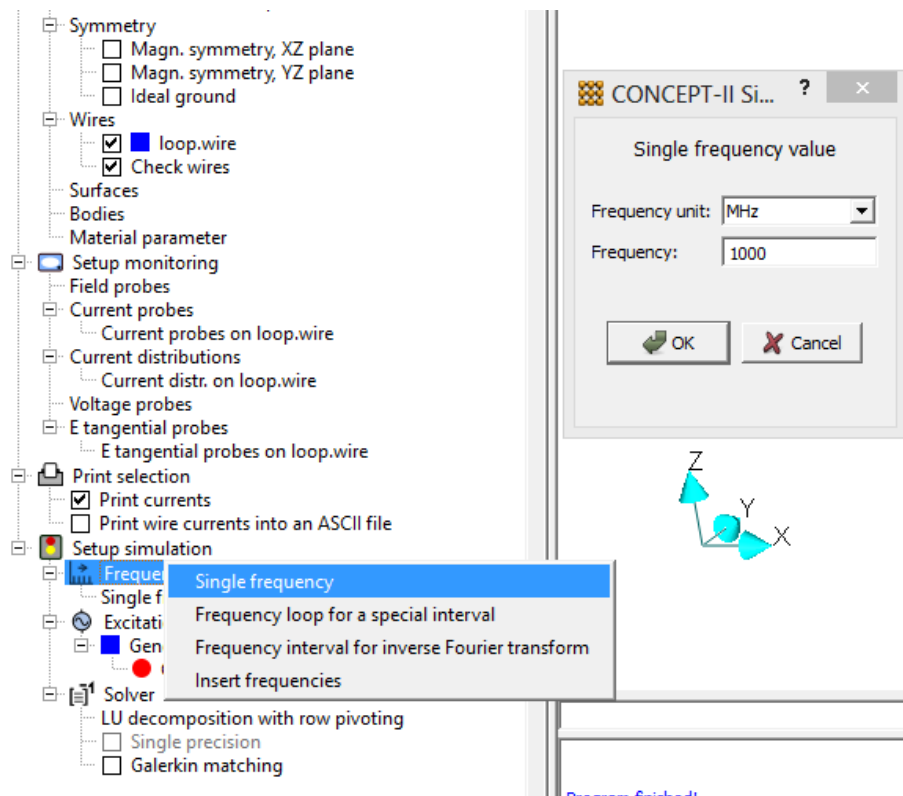 Symmetry
Magn. symmetry, XZ plane
Magn. symmetry, YZ plane
Ideal ground
Wires
loop.wire
Check wires
Surfaces
Bodies
Material parameter
Setup monitoring
Field probes
Current probes
Current probes on loop.wire
Current distributions
Current distr. on loop.wire
Voltage probes
E tangential probes
E tangential probes on loop.wire
Print selection
Print currents
Print wire currents into an ASCII file
Setup simulation
Freque
Single f
Excitati
Gen
Solver
LU decomposition with row pivoting
Single precision
Galerkin matching
Single frequency
Frequency loop for a special interval
Frequency interval for inverse Fourier transform
Insert frequencies
CONCEPT-II Si... ? ×
Single frequency value
Frequency unit: MHz
Frequency: 1000
OK Cancel
Z
Y
X
Program finished!